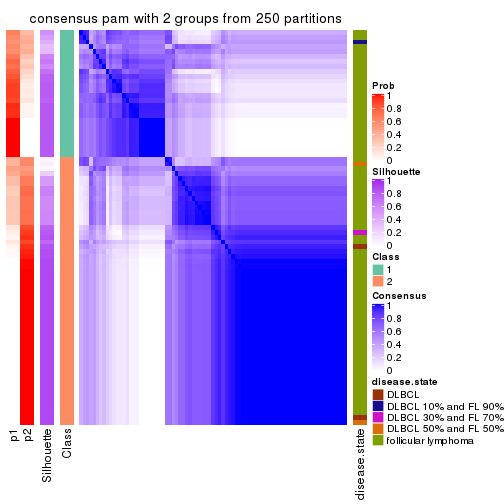 consensus pam with 2 groups from 250 partitions
Prob
1
0.8
0.6
0.4
0.2
0
Silhouette
1
0.8
0.6
0.4
0.2
0
Class
1
2
Consensus
1
0.8
0.6
0.4
0.2
0
disease.state
DLBCL
DLBCL 10% and FL 90%
DLBCL 30% and FL 70%
DLBCL 50% and FL 50%
follicular lymphoma
p1
p2
Silhouette
Class
disease.state